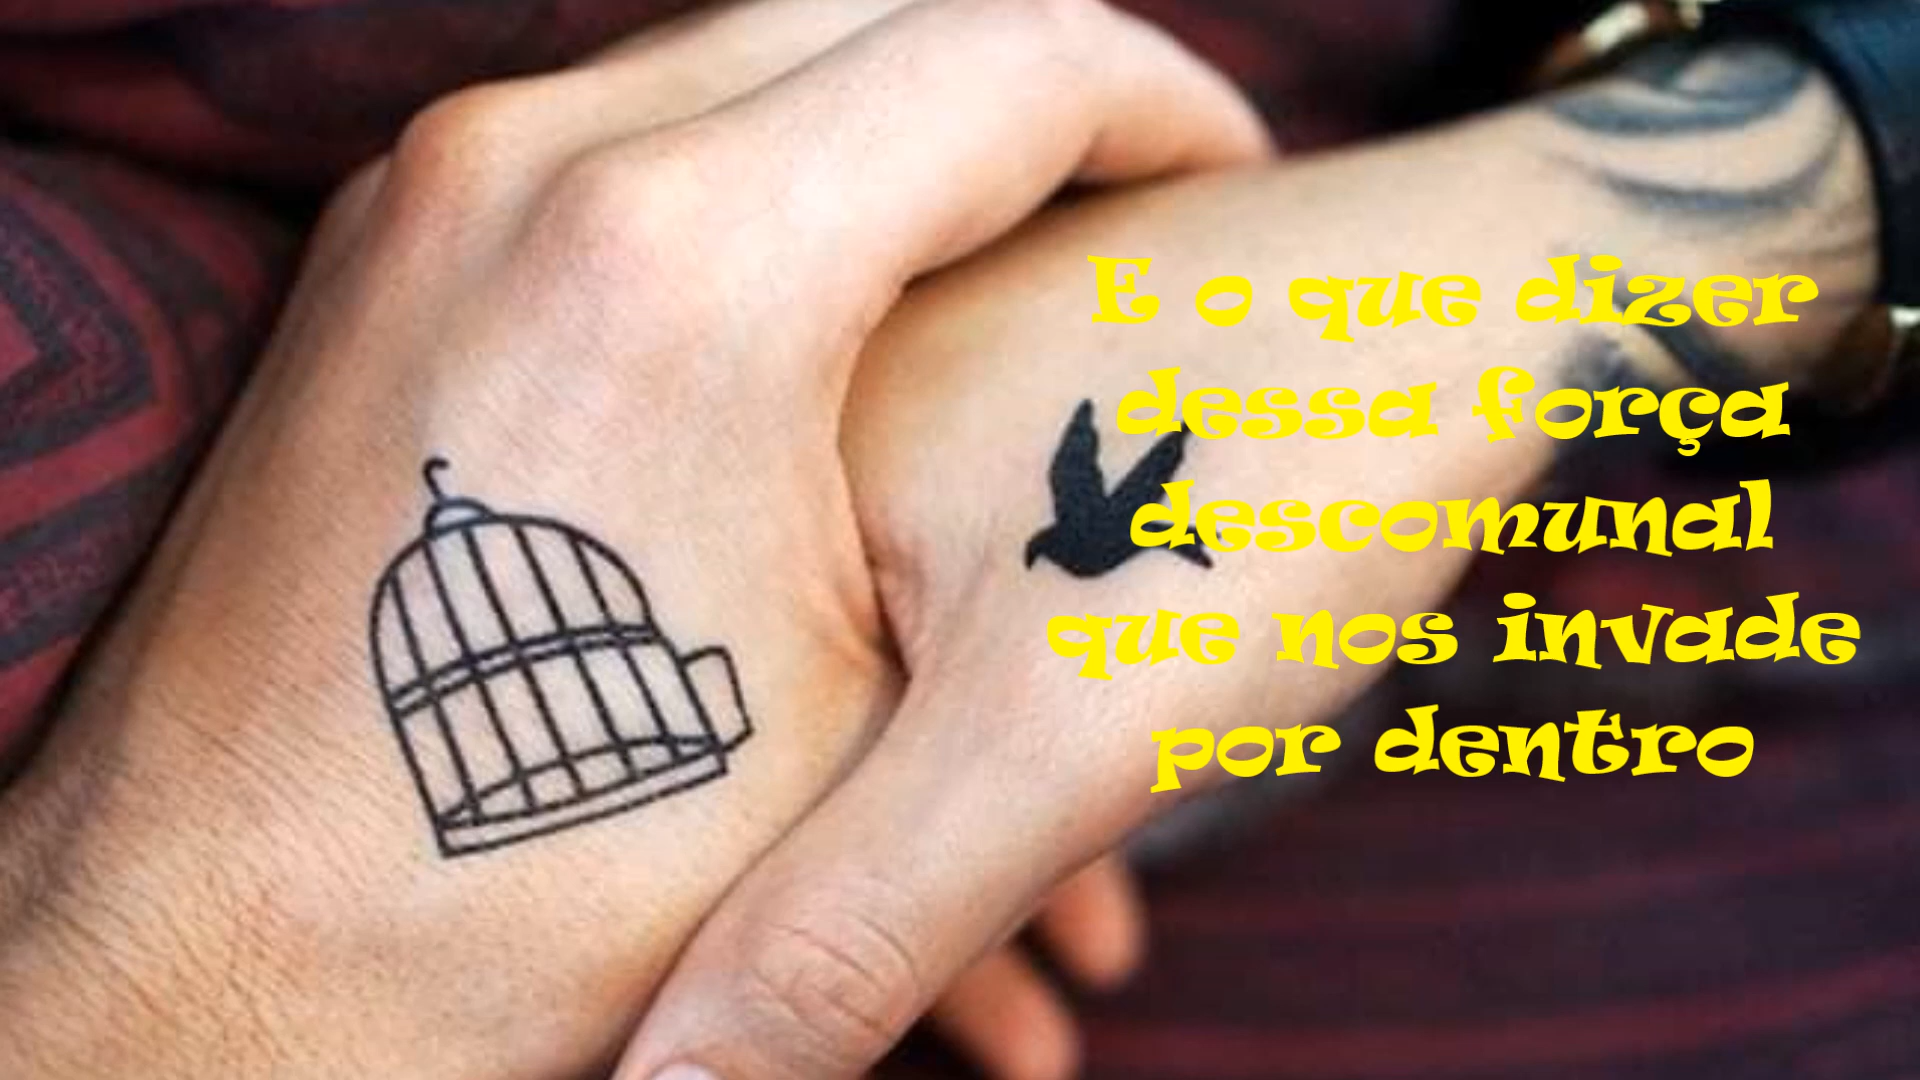 E o que dizer
dessa força
descomunal
que nos invade
por dentro